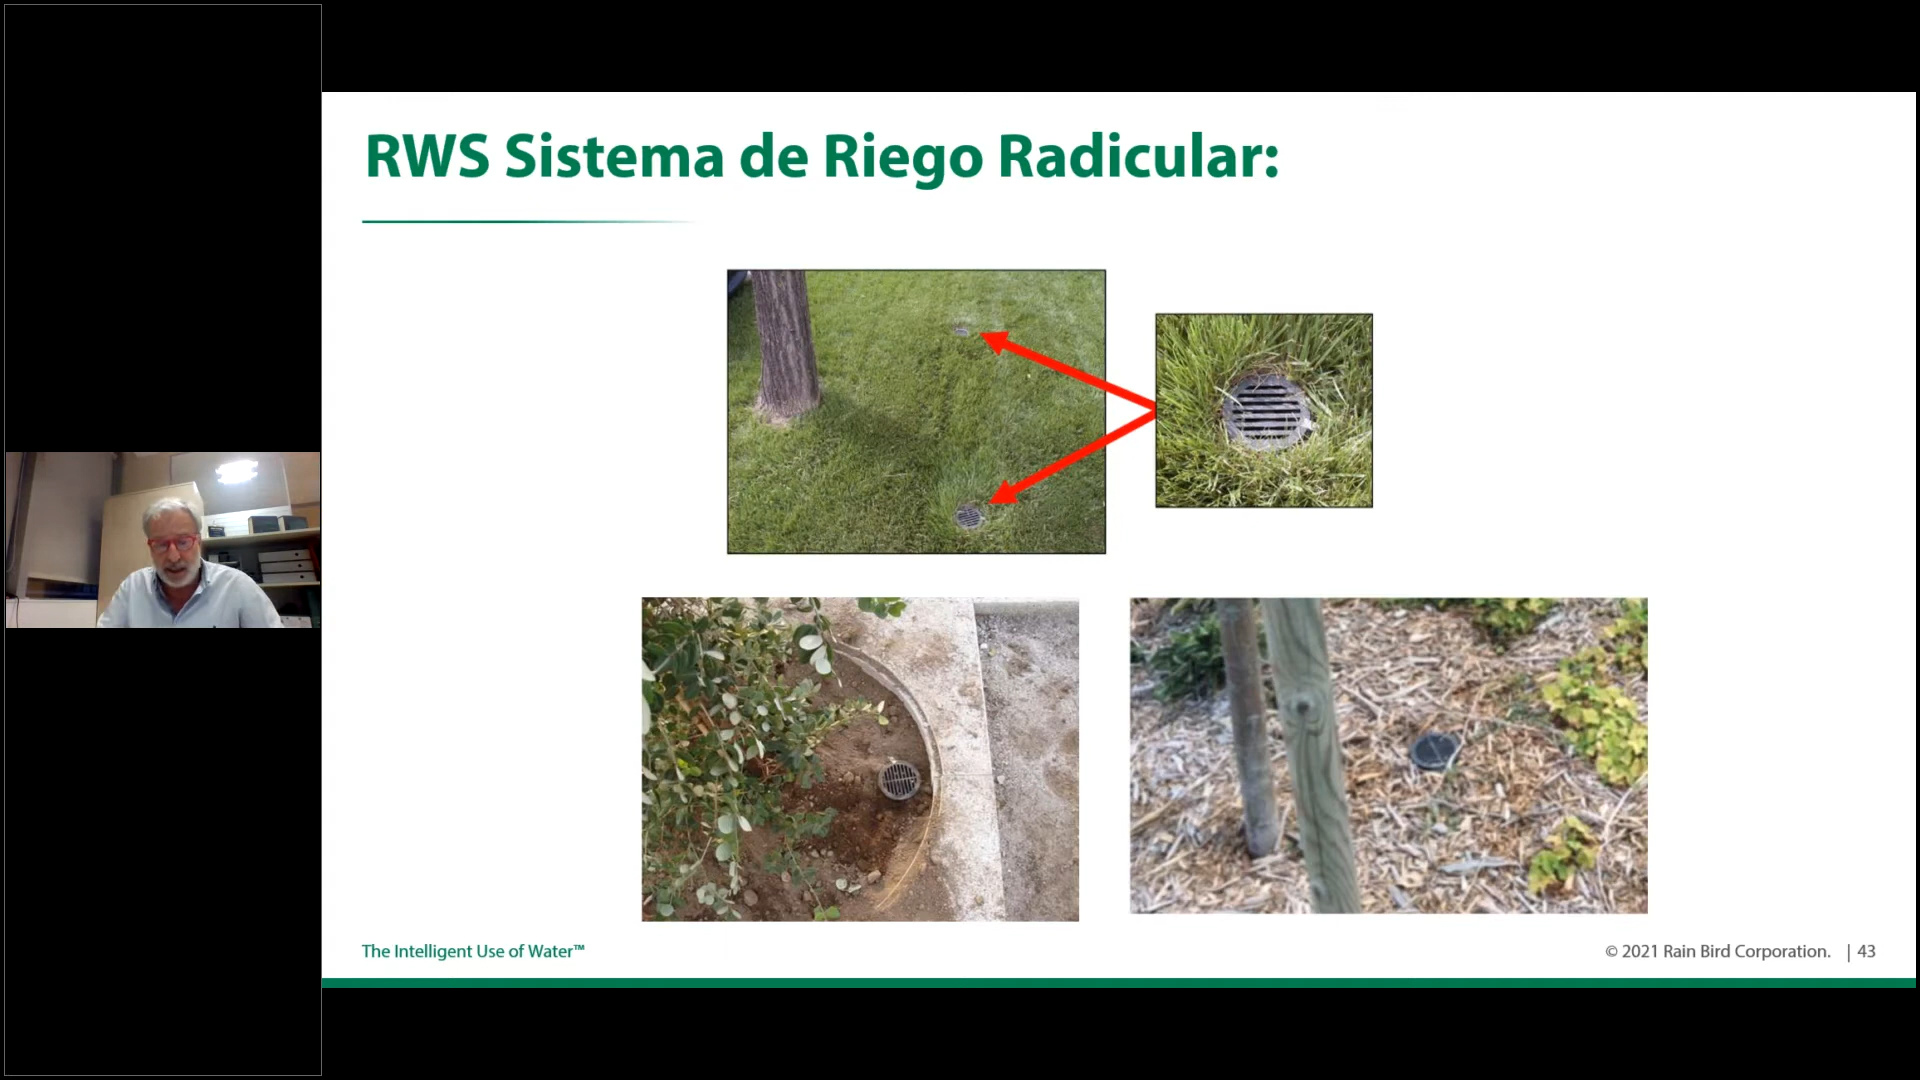 RWS Sistema de Riego Radicular:
The Intelligent Use of Water™
© 2021 Rain Bird Corporation. | 43